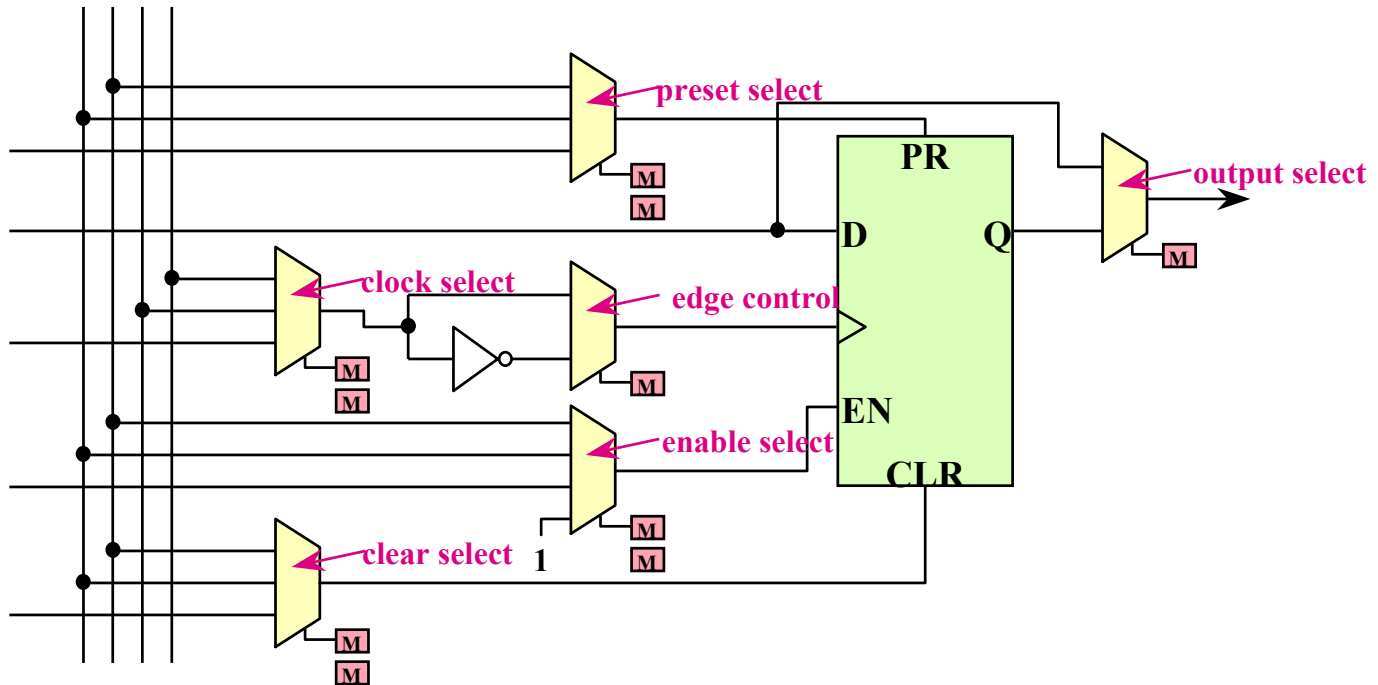 preset select
PR
M
M
output select
D
Q
M
clock select
edge control
M
M
M
EN
enable select
CLR
M
M
1
clear select
M
M